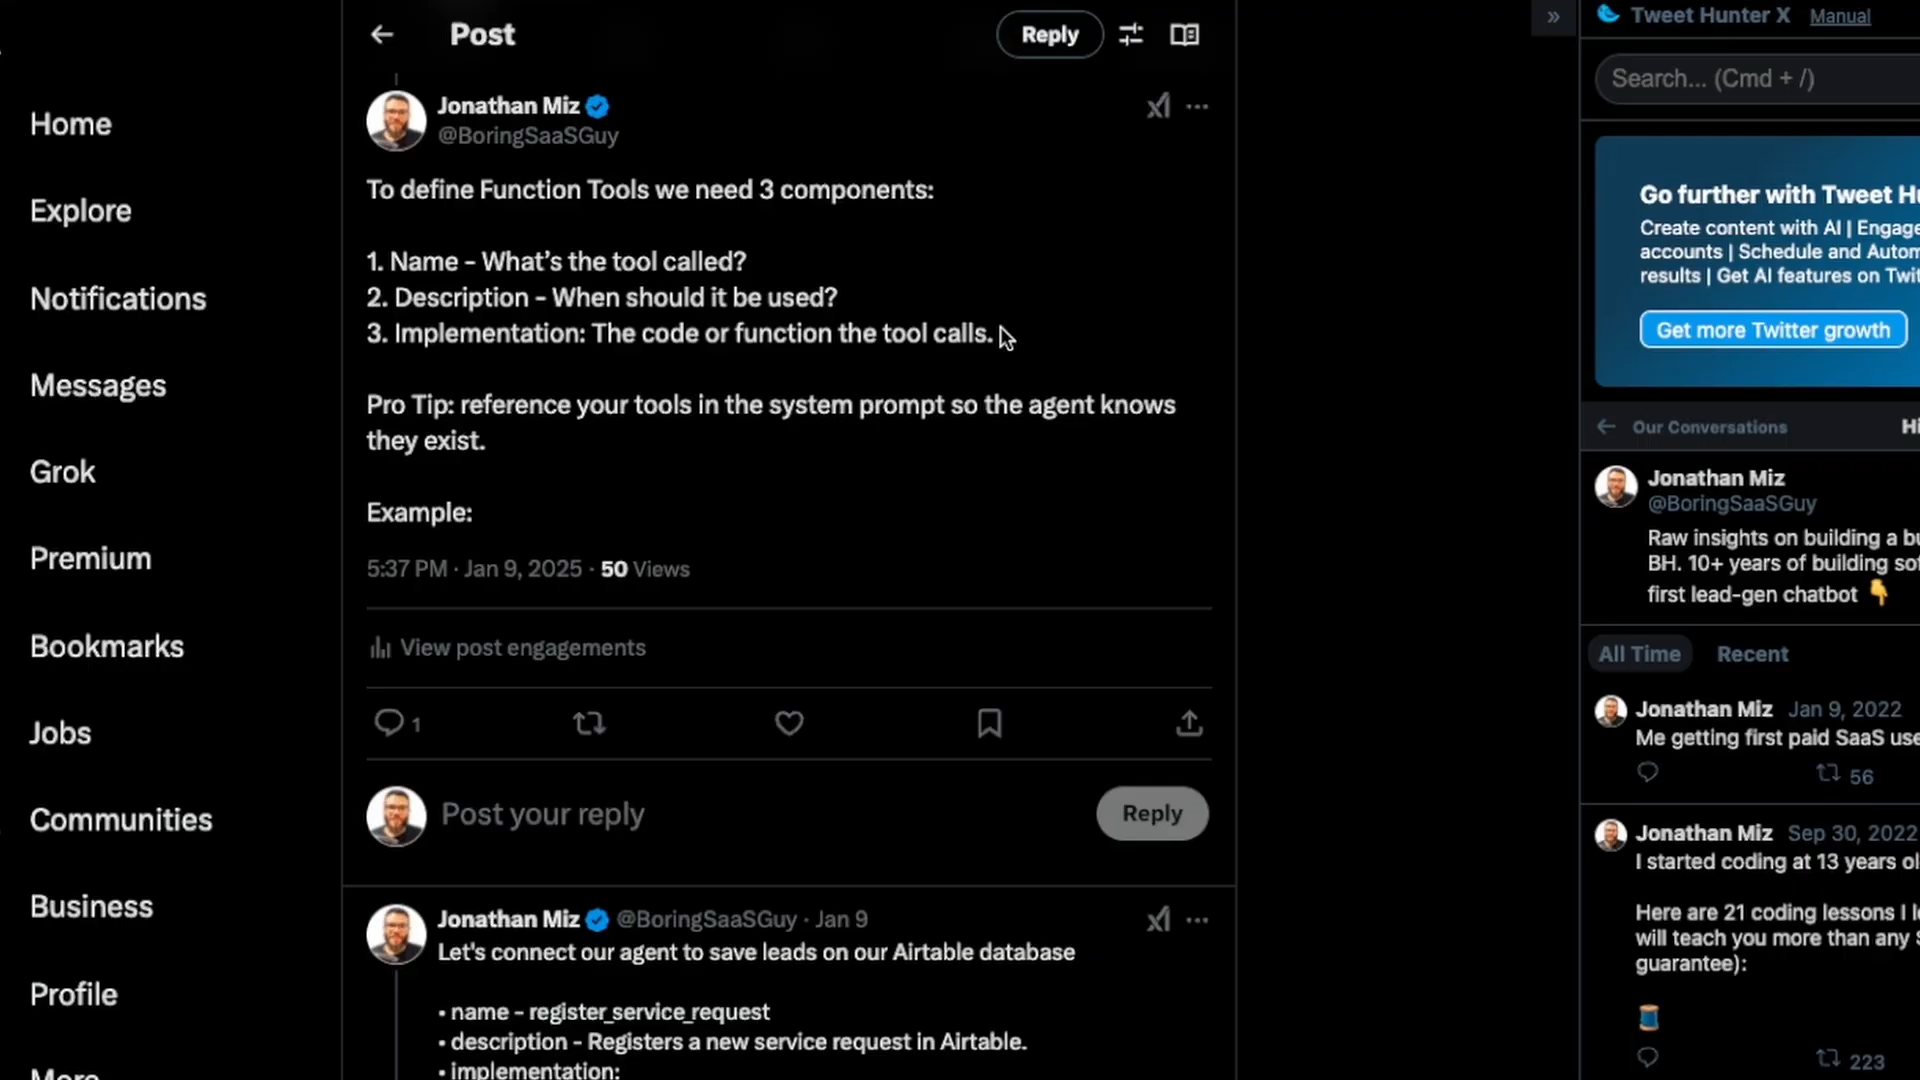 Post
Reply
Home
Explore
Notifications
Messages
Grok
Premium
Bookmarks
Jobs
Communities
Business
Profile
More
Jonathan Miz
@BoringSaaSGuy
To define Function Tools we need 3 components:
1. Name - What's the tool called?
2. Description - When should it be used?
3. Implementation: The code or function the tool calls.
Pro Tip: reference your tools in the system prompt so the agent knows
they exist.
Example:
5:37 PM · Jan 9, 2025 · 50 Views
View post engagements
1
Post your reply
Reply
Jonathan Miz @BoringSaaSGuy · Jan 9
Let's connect our agent to save leads on our Airtable database
• name - register_service_request
• description - Registers a new service request in Airtable.
• implementation:
»
Tweet Hunter X Manual
Search... (Cmd + /)
Go further with Tweet Hu
Create content with AI | Engage
accounts | Schedule and Autom
results | Get AI features on Twit
Get more Twitter growth
Our Conversations Hi
Jonathan Miz
@BoringSaaSGuy
Raw insights on building a bu
BH. 10+ years of building sof
first lead-gen chatbot 👇
All Time Recent
Jonathan Miz Jan 9, 2022
Me getting first paid SaaS use
56
Jonathan Miz Sep 30, 2022
I started coding at 13 years ol
Here are 21 coding lessons I l
will teach you more than any S
guarantee):
🧵
223